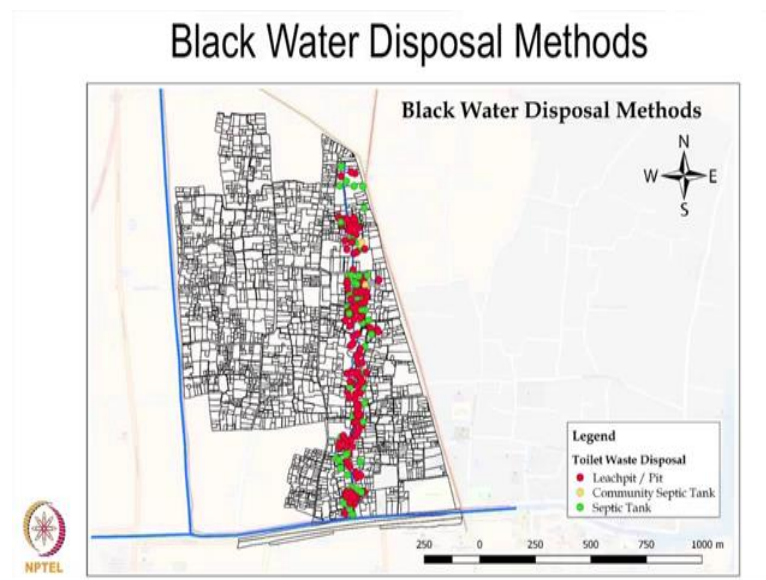 Black Water Disposal Methods
Black Water Disposal Methods
N
W E
S
Legend
Toilet Waste Disposal
Leachpit / Pit
Community Septic Tank
Septic Tank
250 0 250 500 750 1000 m
NPTEL